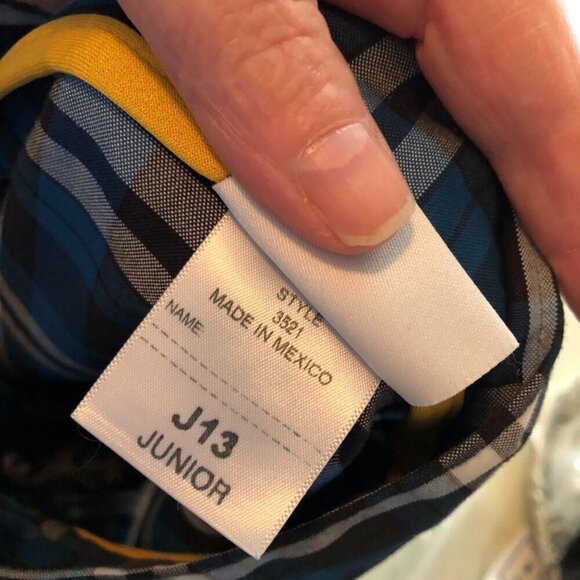 STYLE
3521
MADE IN MEXICO
NAME
J13
JUNIOR